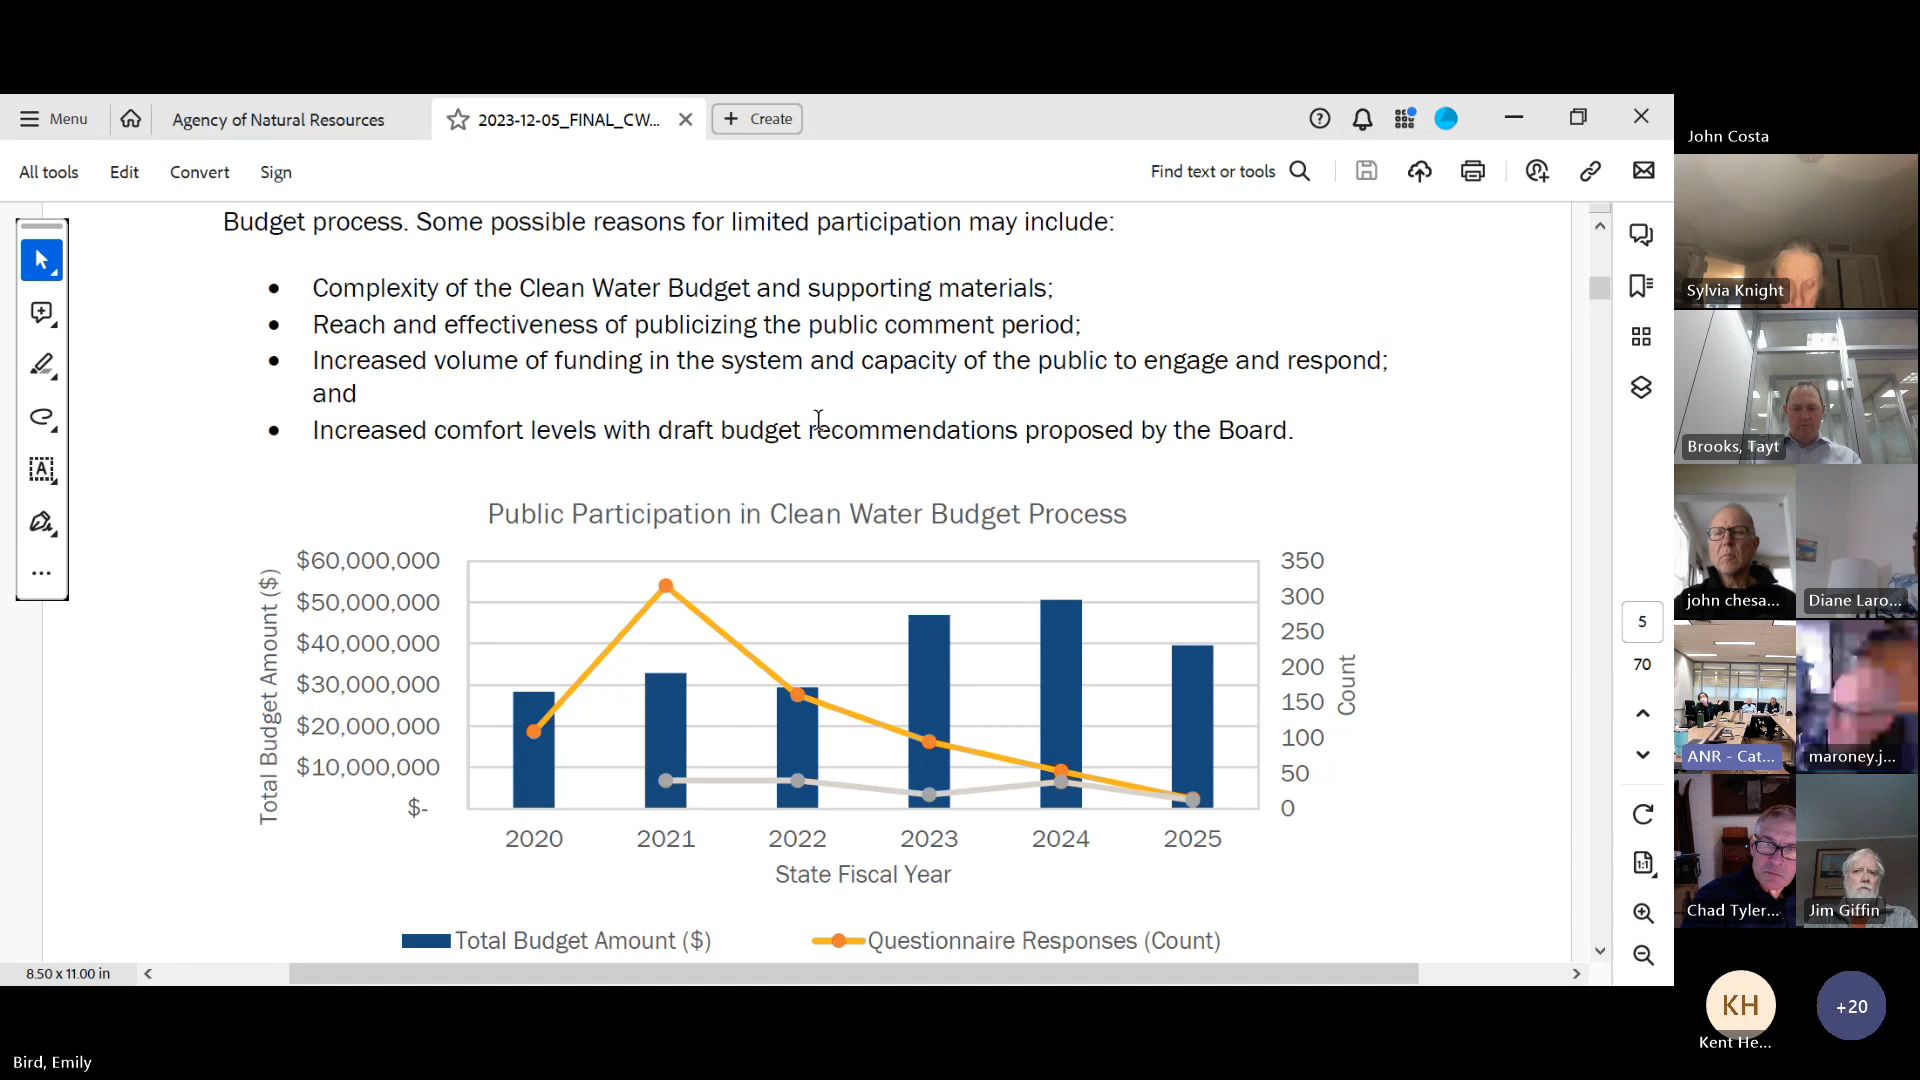 John Costa
Menu
Agency of Natural Resources
2023-12-05_FINAL_CW...
Create
All tools
Edit
Convert
Sign
Find text or tools
Budget process. Some possible reasons for limited participation may include:
• Complexity of the Clean Water Budget and supporting materials;
• Reach and effectiveness of publicizing the public comment period;
• Increased volume of funding in the system and capacity of the public to engage and respond;
and
• Increased comfort levels with draft budget recommendations proposed by the Board.
Public Participation in Clean Water Budget Process
Total Budget Amount ($)
$60,000,000
$50,000,000
$40,000,000
$30,000,000
$20,000,000
$10,000,000
$-
350
300
250
200
150
100
50
0
Count
2020 2021 2022 2023 2024 2025
State Fiscal Year
Total Budget Amount ($)
Questionnaire Responses (Count)
5
70
1:1
8.50 x 11.00 in
Sylvia Knight
Brooks, Tayt
john chesa...
Diane Laro...
ANR - Cat...
maroney.j...
Chad Tyler...
Jim Giffin
KH
+20
Kent He...
Bird, Emily